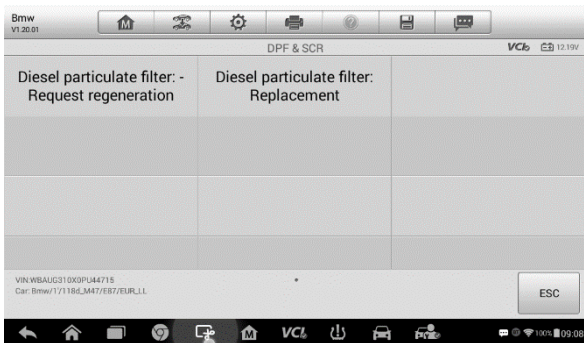 Bmw
V1.20.01
DPF & SCR
VCI
12.19V
Diesel particulate filter: -
Request regeneration
Diesel particulate filter:
Replacement
VIN:WBAUG310X0PU44715
Car: Bmw/1'/118d_M47/E87/EUR_LL
ESC
VCI
100%
09:08